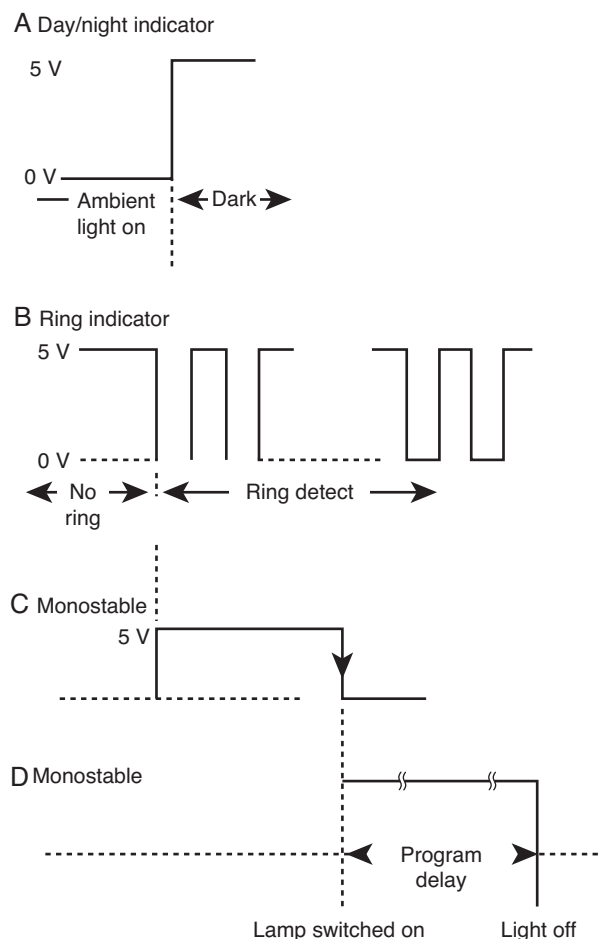 A Day/night indicator
5 V
0 V
Ambient
light on
Dark
B Ring indicator
5 V
0 V
No
ring
Ring detect
C Monostable
5 V
D Monostable
Program
delay
Lamp switched on
Light off